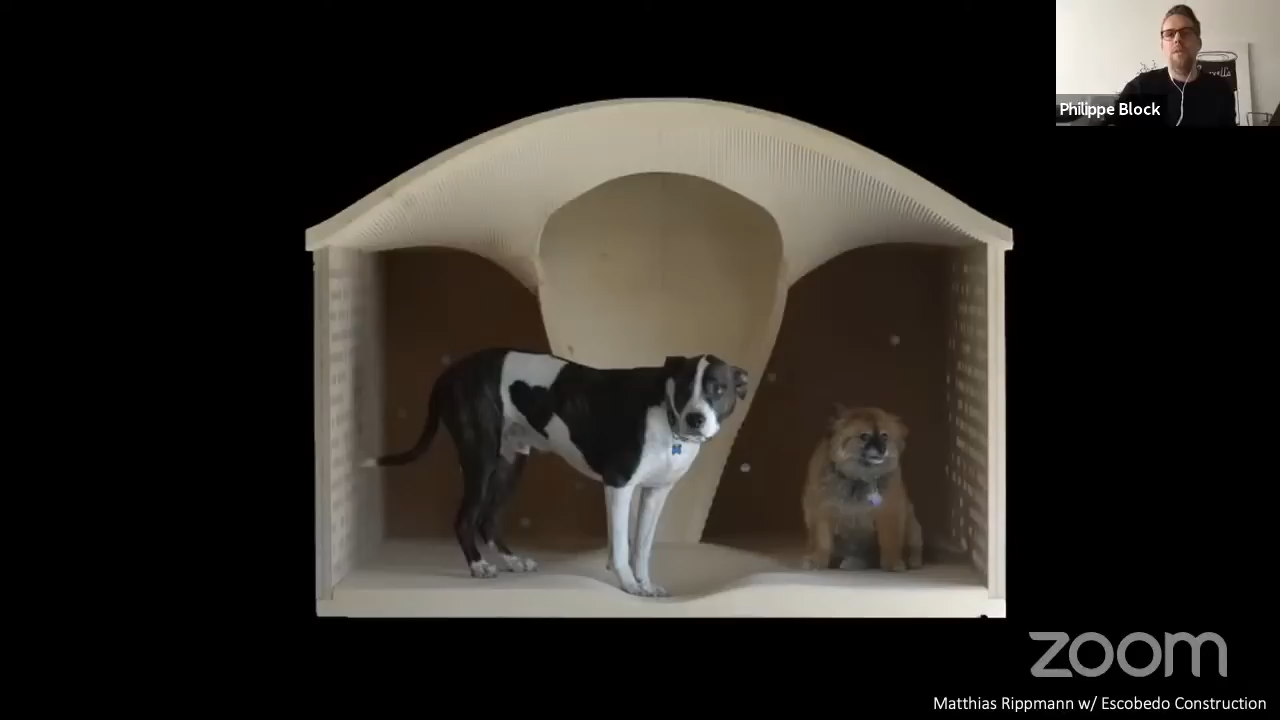 Philippe Block
zoom
Matthias Rippmann w/ Escobedo Construction